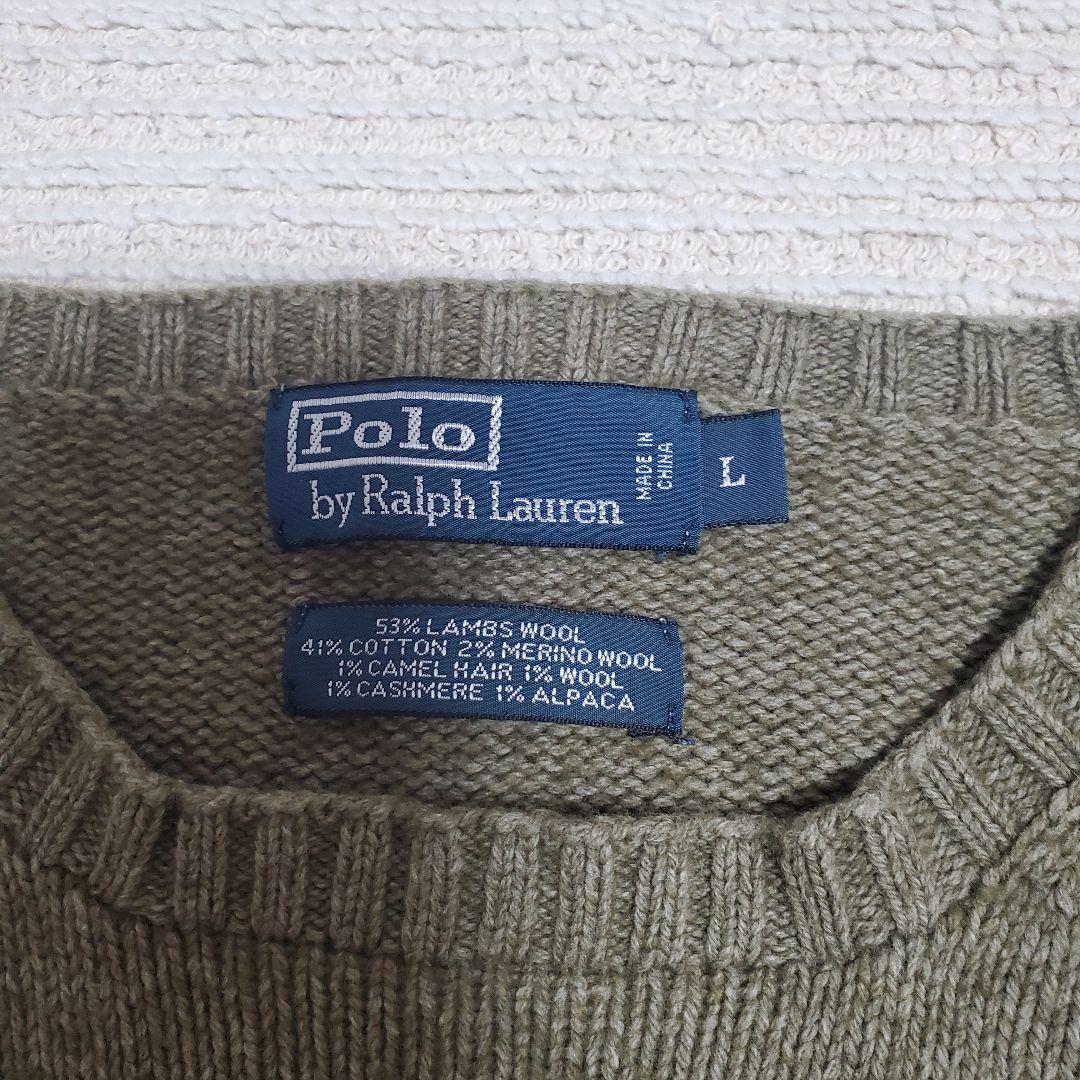 Polo
by Ralph Lauren
MADE IN
CHINA
L
53% LAMBS WOOL
41% COTTON 2% MERINO WOOL
1% CAMEL HAIR 1% WOOL
1% CASHMERE 1% ALPACA